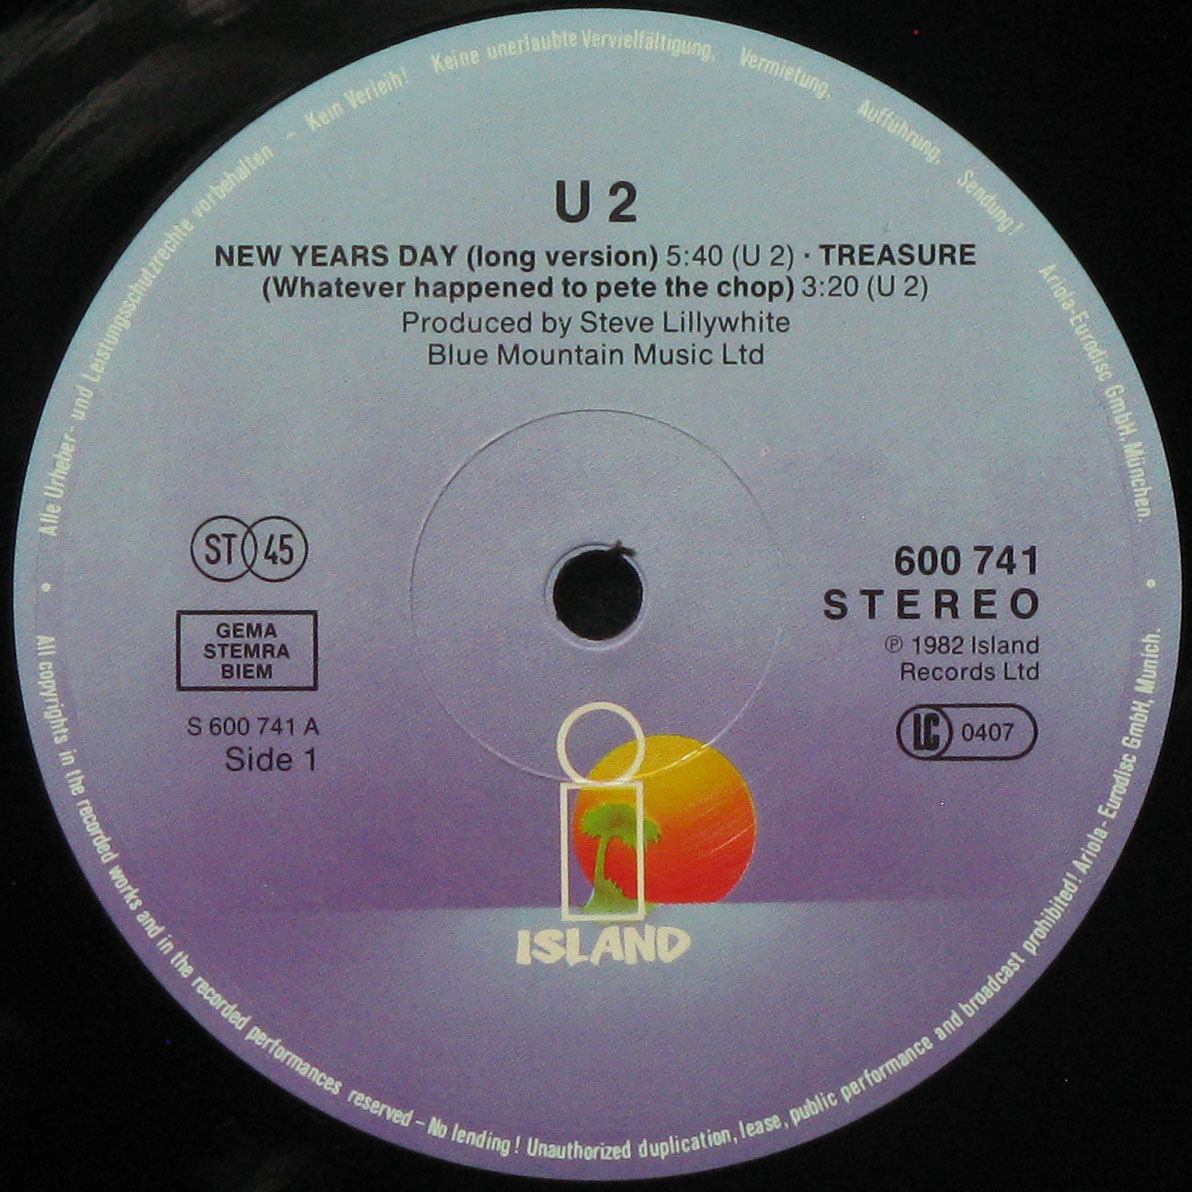 Alle Urheber- und Leistungsschutzrechte vorbehalten – Kein Verleih! Keine unerlaubte Vervielfältigung, Vermietung, Aufführung, Sendung! Ariola-Eurodisc GmbH, München.
U 2
NEW YEARS DAY (long version) 5:40 (U 2) · TREASURE
(Whatever happened to pete the chop) 3:20 (U 2)
Produced by Steve Lillywhite
Blue Mountain Music Ltd
ST 45
GEMA
STEMRA
BIEM
S 600 741 A
Side 1
600 741
STEREO
℗ 1982 Island
Records Ltd
LC 0407
ISLAND
All copyrights in the recorded works and in the recorded performances reserved – No lending! Unauthorized duplication, lease, public performance and broadcast prohibited! Ariola-Eurodisc GmbH, Munich.